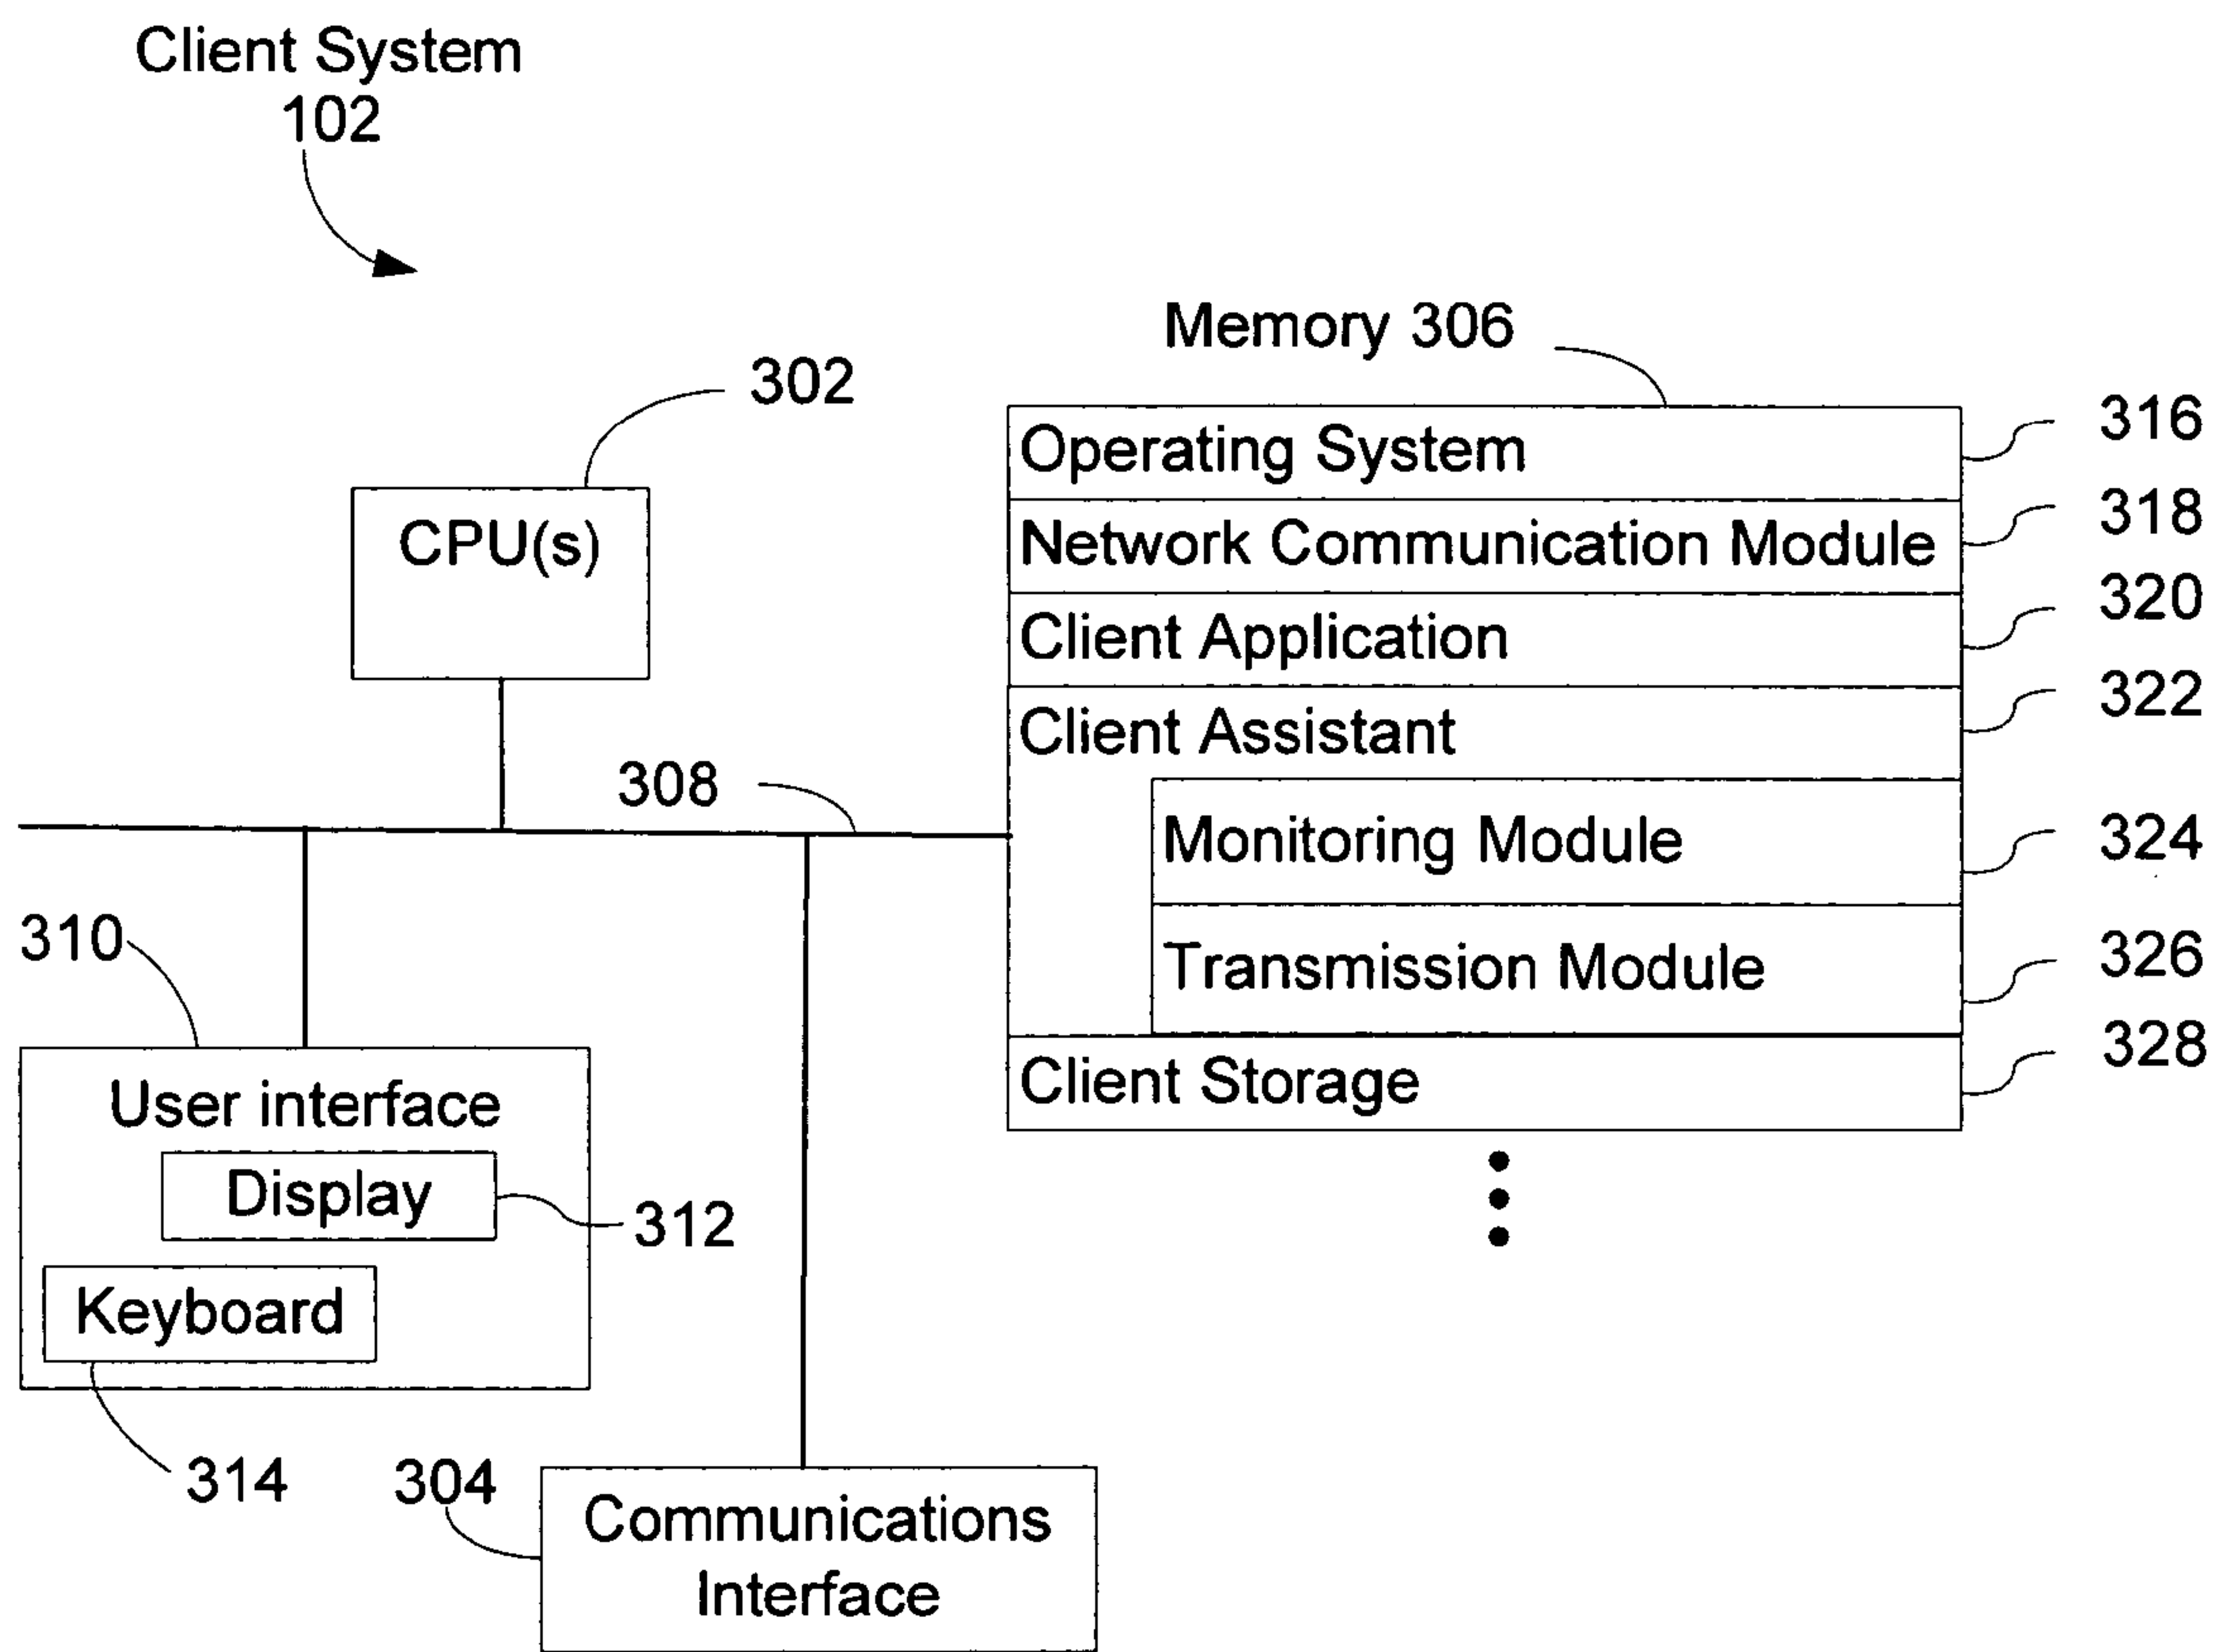 Client System
102
Memory 306
302
316
Operating System
318
Network Communication Module
CPU(s)
320
Client Application
322
Client Assistant
308
324
Monitoring Module
310
326
Transmission Module
328
Client Storage
User interface
Display
312
Keyboard
314
304
Communications
Interface